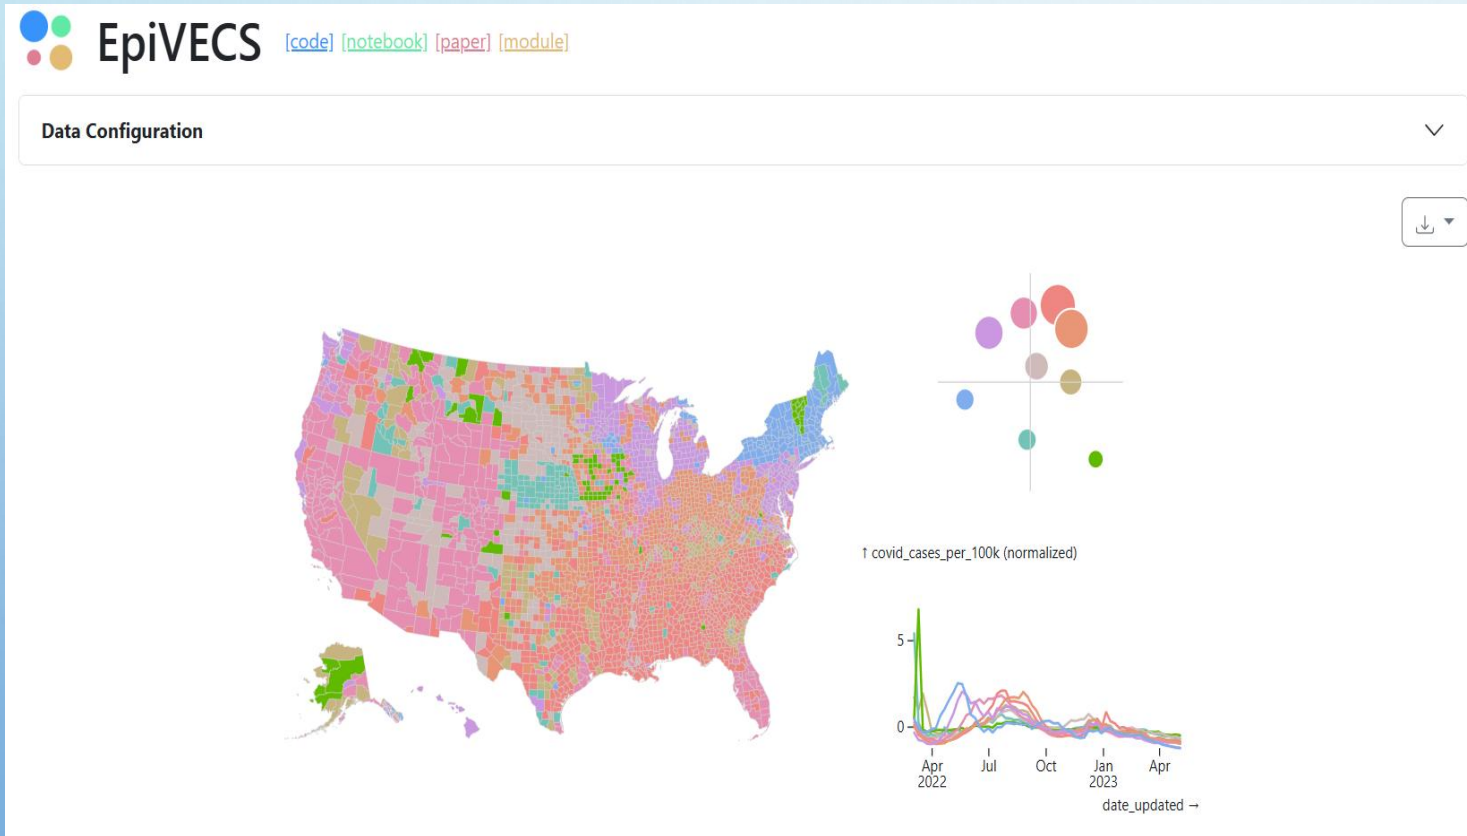 EpiVECS [code] [notebook] [paper] [module]
Data Configuration
↑ covid_cases_per_100k (normalized)
5
0
Apr Jul Oct Jan Apr
2022 2023
date_updated →